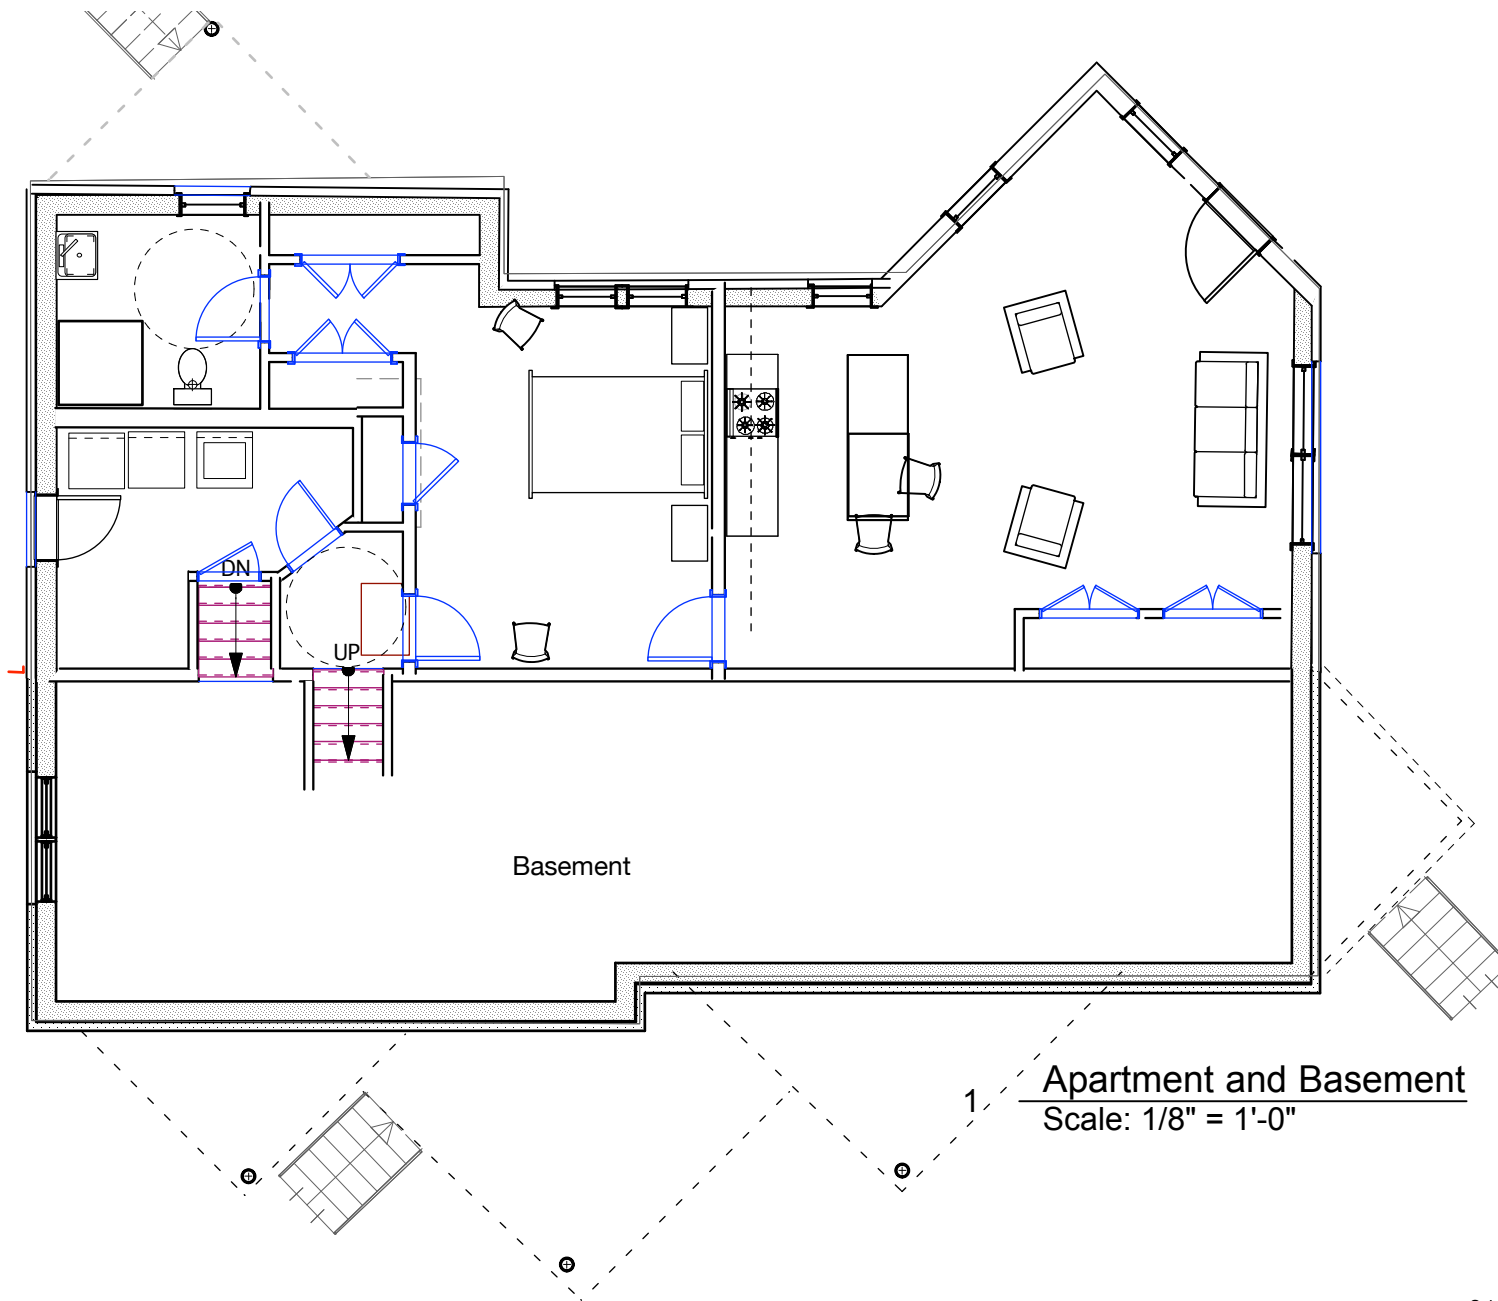 DN
UP
Basement
1
Apartment and Basement
Scale: 1/8" = 1'-0"